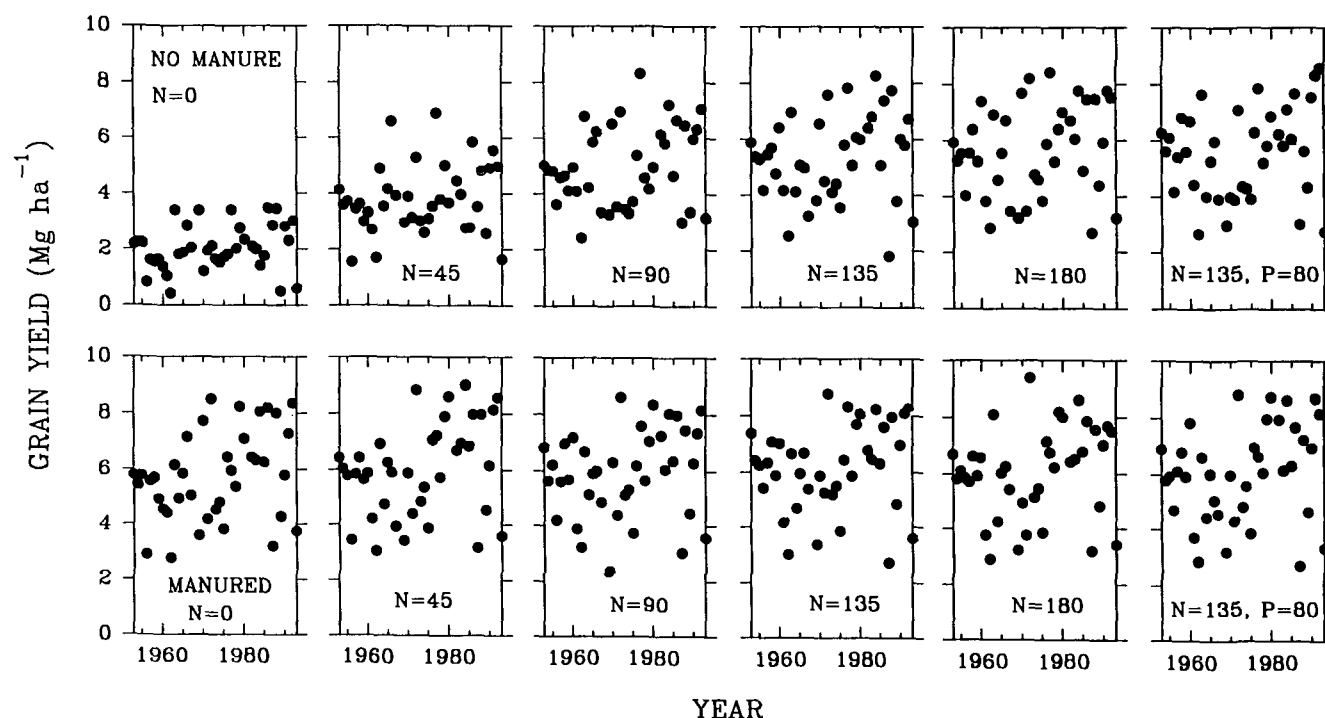 GRAIN YIELD (Mg ha⁻¹)
10
8
6
4
2
0
NO MANURE
N=0
N=45
N=90
N=135
N=180
N=135, P=80
10
8
6
4
2
0
MANURED
N=0
N=45
N=90
N=135
N=180
N=135, P=80
1960 1980 1960 1980 1960 1980 1960 1980 1960 1980 1960 1980
YEAR